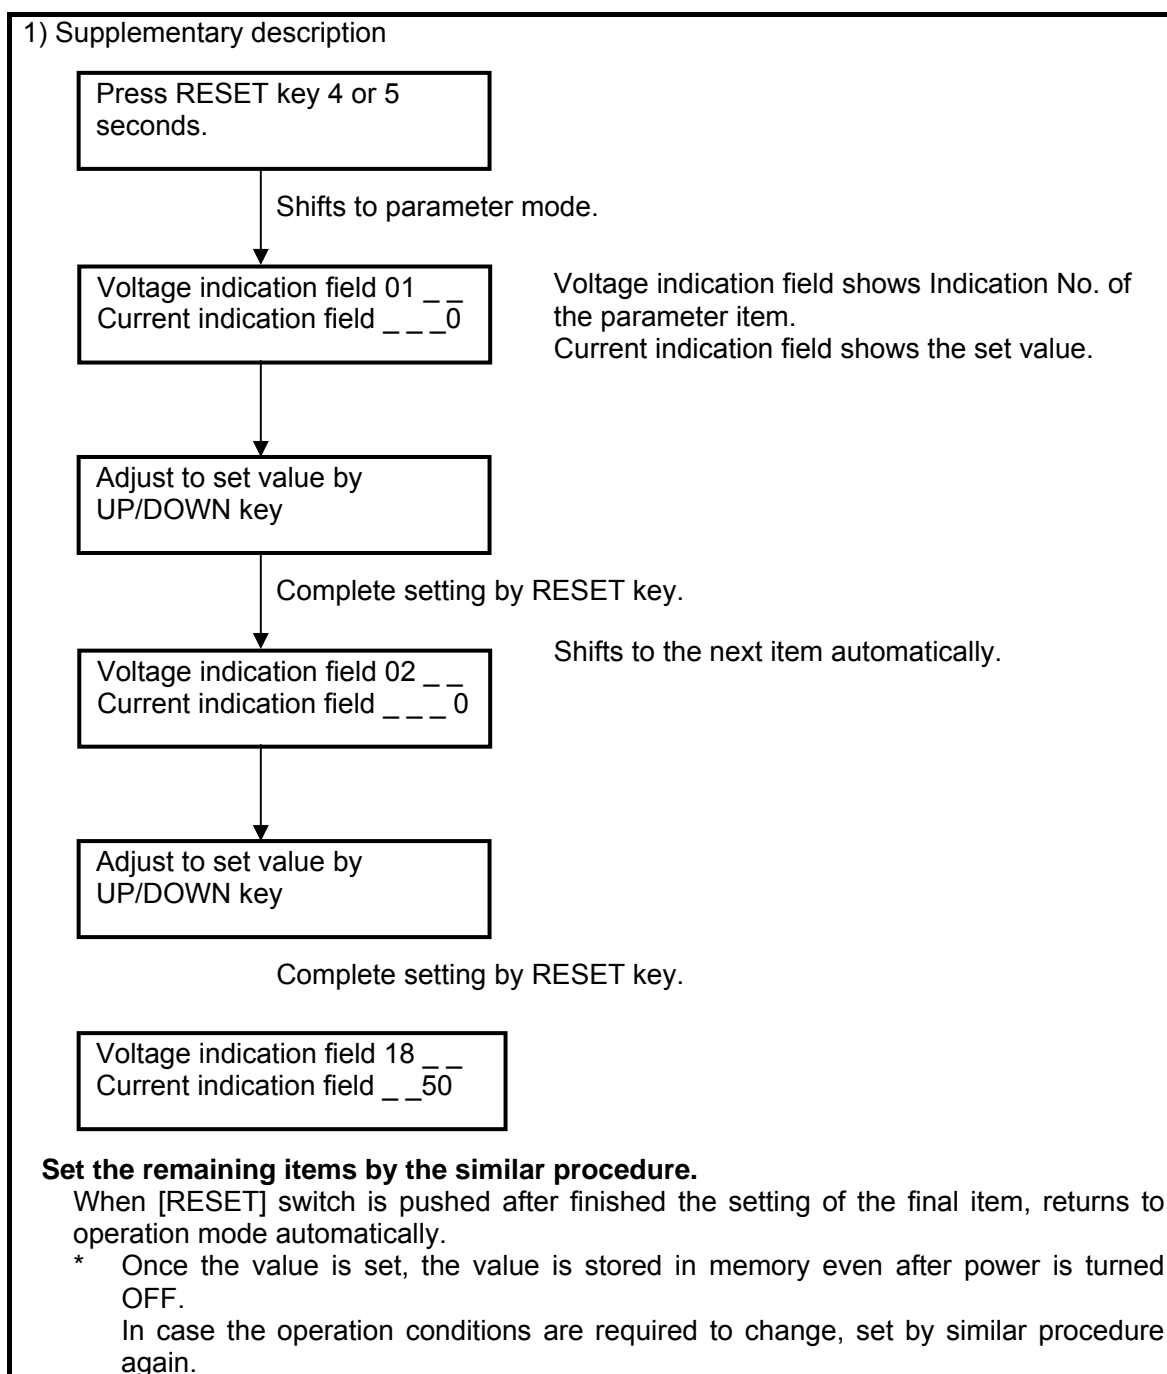 1) Supplementary description
Press RESET key 4 or 5
seconds.
Shifts to parameter mode.
Voltage indication field 01 _ _
Current indication field _ _ _0
Voltage indication field shows Indication No. of
the parameter item.
Current indication field shows the set value.
Adjust to set value by
UP/DOWN key
Complete setting by RESET key.
Voltage indication field 02 _ _
Current indication field _ _ _ 0
Shifts to the next item automatically.
Adjust to set value by
UP/DOWN key
Complete setting by RESET key.
Voltage indication field 18 _ _
Current indication field _ _50
Set the remaining items by the similar procedure.
When [RESET] switch is pushed after finished the setting of the final item, returns to
operation mode automatically.
* Once the value is set, the value is stored in memory even after power is turned
OFF.
In case the operation conditions are required to change, set by similar procedure
again.